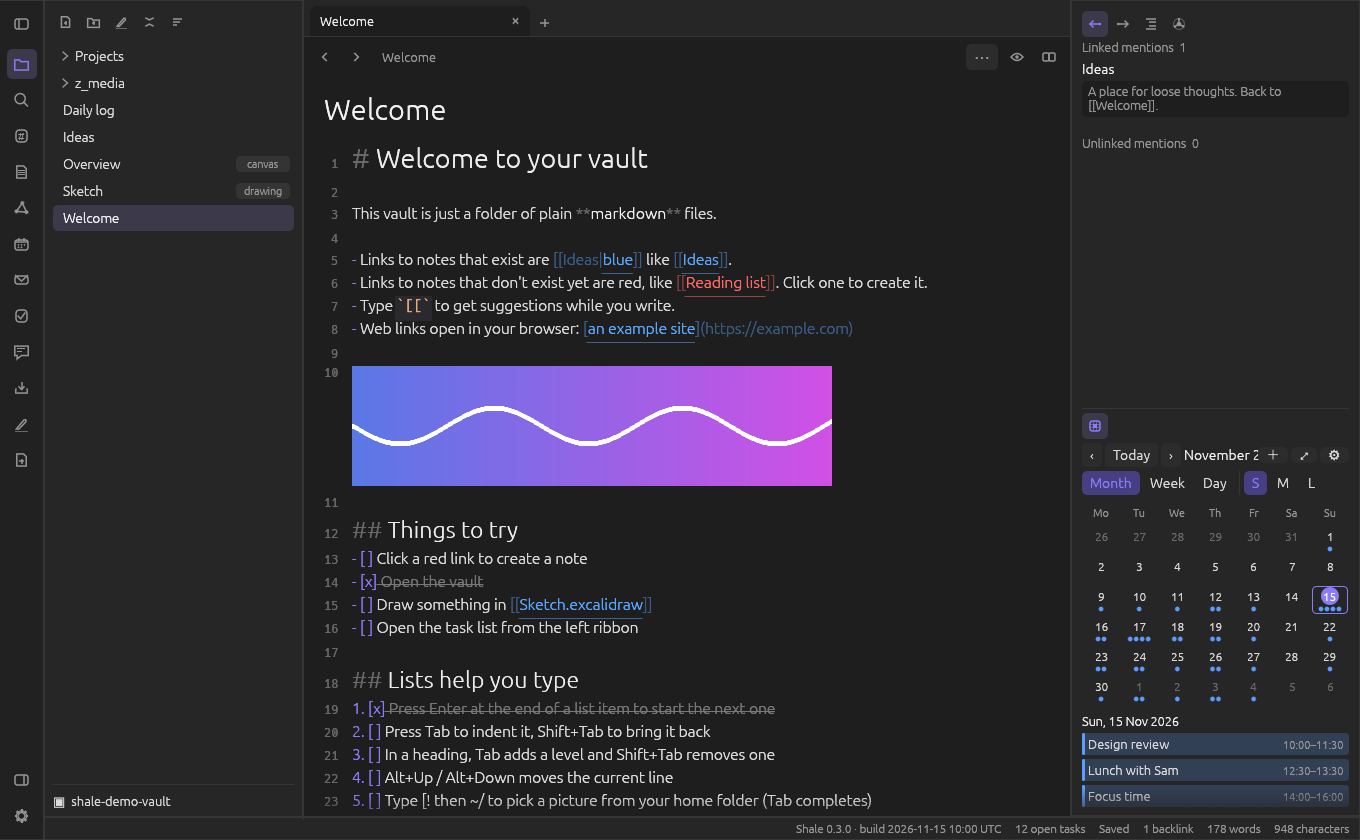 Projects
z_media
Daily log
Ideas
Overview canvas
Sketch drawing
Welcome
shale-demo-vault
Welcome × +
Welcome
Welcome
1 # Welcome to your vault
2
3 This vault is just a folder of plain **markdown** files.
4
5 - Links to notes that exist are [[Ideas|blue]] like [[Ideas]].
6 - Links to notes that don't exist yet are red, like [[Reading list]]. Click one to create it.
7 - Type `[[` to get suggestions while you write.
8 - Web links open in your browser: [an example site](https://example.com)
9
10
11
12 ## Things to try
13 - [ ] Click a red link to create a note
14 - [x] Open the vault
15 - [ ] Draw something in [[Sketch.excalidraw]]
16 - [ ] Open the task list from the left ribbon
17
18 ## Lists help you type
19 1. [x] Press Enter at the end of a list item to start the next one
20 2. [ ] Press Tab to indent it, Shift+Tab to bring it back
21 3. [ ] In a heading, Tab adds a level and Shift+Tab removes one
22 4. [ ] Alt+Up / Alt+Down moves the current line
23 5. [ ] Type [! then ~/ to pick a picture from your home folder (Tab completes)
Linked mentions 1
Ideas
A place for loose thoughts. Back to
[[Welcome]].
Unlinked mentions 0
‹ Today › November 2 +
Month Week Day S M L
Mo Tu We Th Fr Sa Su
26 27 28 29 30 31 1
2 3 4 5 6 7 8
9 10 11 12 13 14 15
16 17 18 19 20 21 22
23 24 25 26 27 28 29
30 1 2 3 4 5 6
Sun, 15 Nov 2026
Design review 10:00–11:30
Lunch with Sam 12:30–13:30
Focus time 14:00–16:00
Shale 0.3.0 · build 2026-11-15 10:00 UTC 12 open tasks Saved 1 backlink 178 words 948 characters